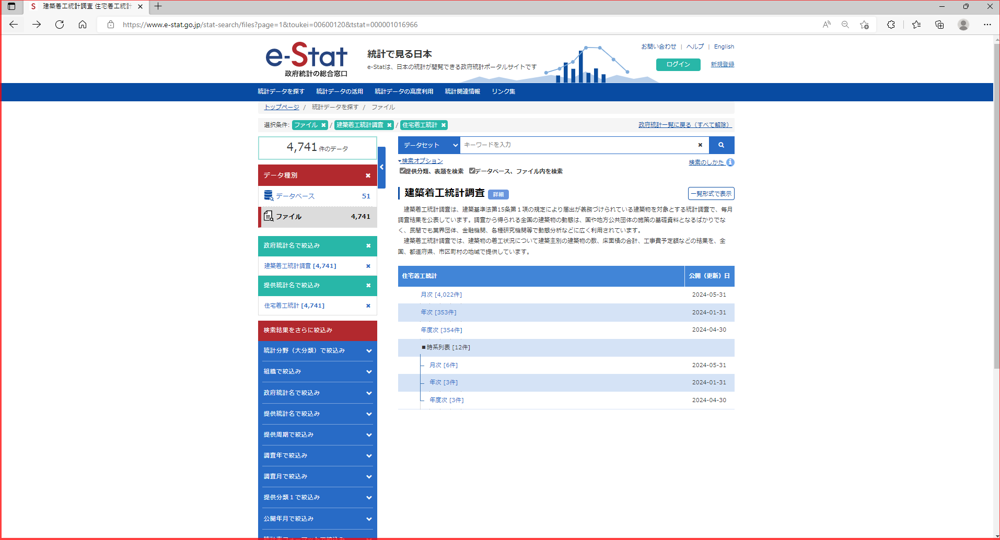 建築着工統計調査 住宅着工統計
https://www.e-stat.go.jp/stat-search/files?page=1&toukei=00600120&tstat=000001016966
e-Stat
政府統計の総合窓口
統計で見る日本
e-Statは、日本の統計が閲覧できる政府統計ポータルサイトです
お問い合わせ | ヘルプ | English
ログイン
新規登録
統計データを探す 統計データの活用 統計データの高度利用 統計関連情報 リンク集
トップページ / 統計データを探す / ファイル
選択条件: ファイル / 建築着工統計調査 / 住宅着工統計
政府統計一覧に戻る（すべて解除）
4,741 件のデータ
データ種別
データベース 51
ファイル 4,741
政府統計名で絞込み
建築着工統計調査 [4,741]
提供統計名で絞込み
住宅着工統計 [4,741]
検索結果をさらに絞込み
統計分野（大分類）で絞込み
組織で絞込み
政府統計名で絞込み
提供統計名で絞込み
提供周期で絞込み
調査年で絞込み
調査月で絞込み
提供分類１で絞込み
公開年月で絞込み
統計表フォーマットで絞込み
データセット キーワードを入力
検索オプション
検索のしかた
提供分類、表題を検索 データベース、ファイル内を検索
建築着工統計調査 詳細
一覧形式で表示
建築着工統計調査は、建築基準法第15条第１項の規定により届出が義務づけられている建築物を対象とする統計調査で、毎月
調査結果を公表しています。調査から得られる全国の建築物の動態は、国や地方公共団体の施策の基礎資料となるばかりでな
く、民間でも業界団体、金融機関、各種研究機関等で動態分析などに広く利用されています。
建築着工統計調査では、建築物の着工状況について建築主別の建築物の数、床面積の合計、工事費予定額などの結果を、全
国、都道府県、市区町村の地域で提供しています。
住宅着工統計 公開（更新）日
月次 [4,022件] 2024-05-31
年次 [353件] 2024-01-31
年度次 [354件] 2024-04-30
■時系列表 [12件]
月次 [6件] 2024-05-31
年次 [3件] 2024-01-31
年度次 [3件] 2024-04-30